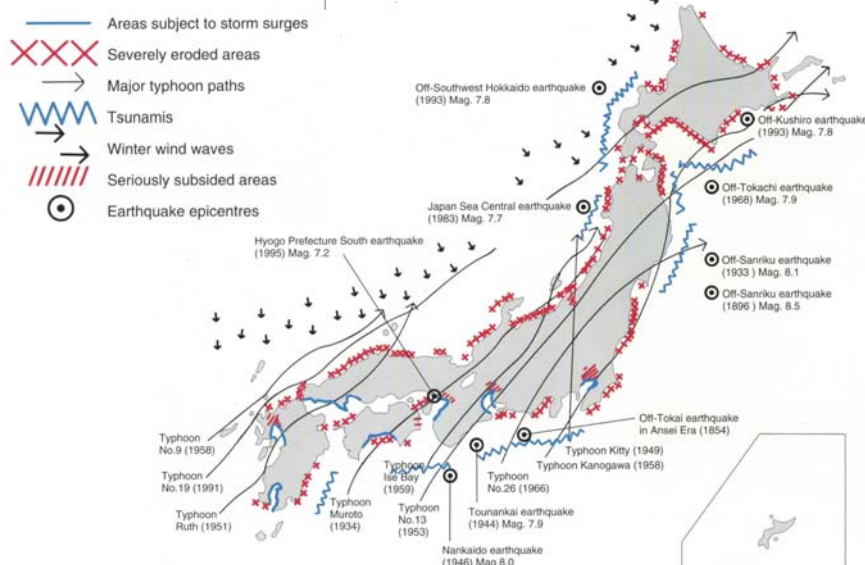 Areas subject to storm surges
Severely eroded areas
Major typhoon paths
Tsunamis
Winter wind waves
Seriously subsided areas
Earthquake epicentres
Off-Southwest Hokkaido earthquake
(1993) Mag. 7.8
Off-Kushiro earthquake
(1993) Mag. 7.8
Off-Tokachi earthquake
(1968) Mag. 7.9
Japan Sea Central earthquake
(1983) Mag. 7.7
Hyogo Prefecture South earthquake
(1995) Mag. 7.2
Off-Sanriku earthquake
(1933) Mag. 8.1
Off-Sanriku earthquake
(1896 ) Mag. 8.5
Off-Tokai earthquake
in Ansei Era (1854)
Typhoon Kitty (1949)
Typhoon Kanogawa (1958)
Typhoon
No.9 (1958)
Typhoon
No.19 (1991)
Typhoon
Ruth (1951)
Typhoon
Muroto
(1934)
Typhoon
Ise Bay
(1959)
Typhoon
No.13
(1953)
Typhoon
No.26 (1966)
Tounankai earthquake
(1944) Mag. 7.9
Nankaido earthquake
(1946) Mag 8.0